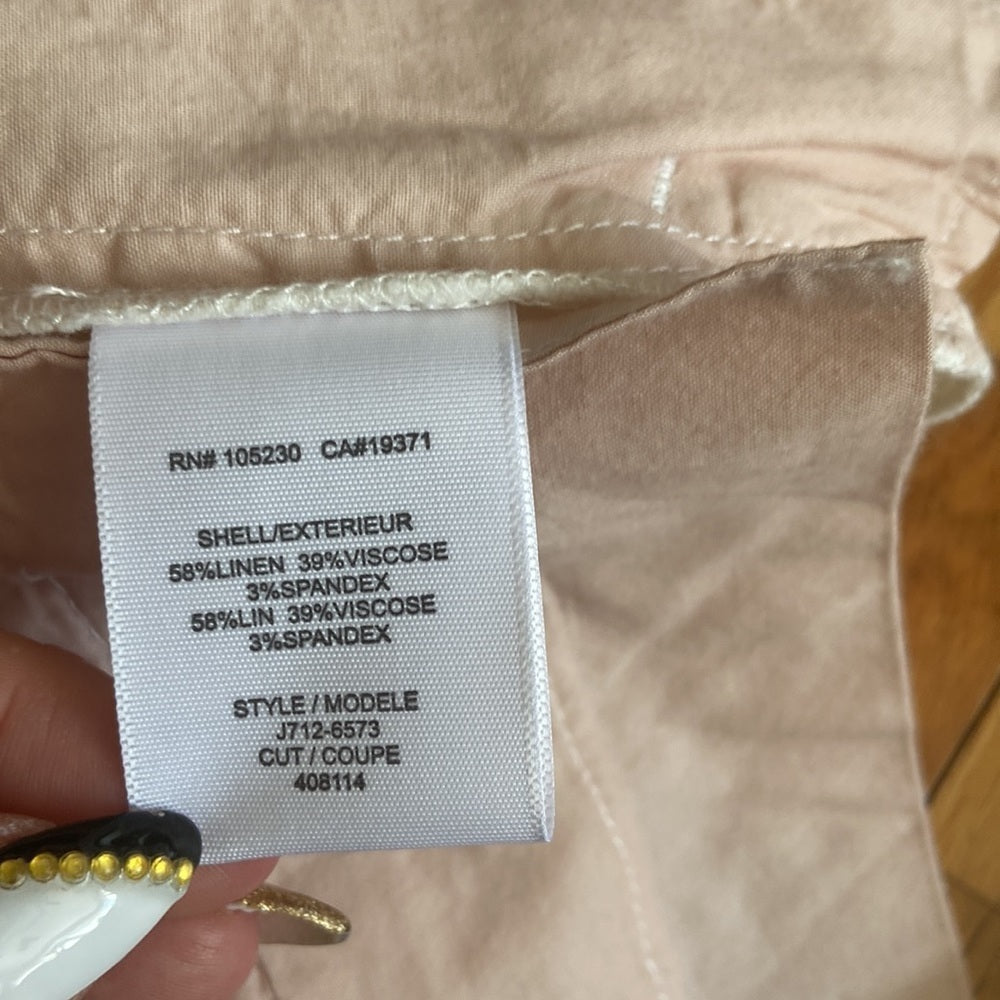 RN# 105230 CA#19371
SHELL/EXTERIEUR
58%LINEN 39%VISCOSE
3%SPANDEX
58%LIN 39%VISCOSE
3%SPANDEX
STYLE / MODELE
J712-6573
CUT / COUPE
408114